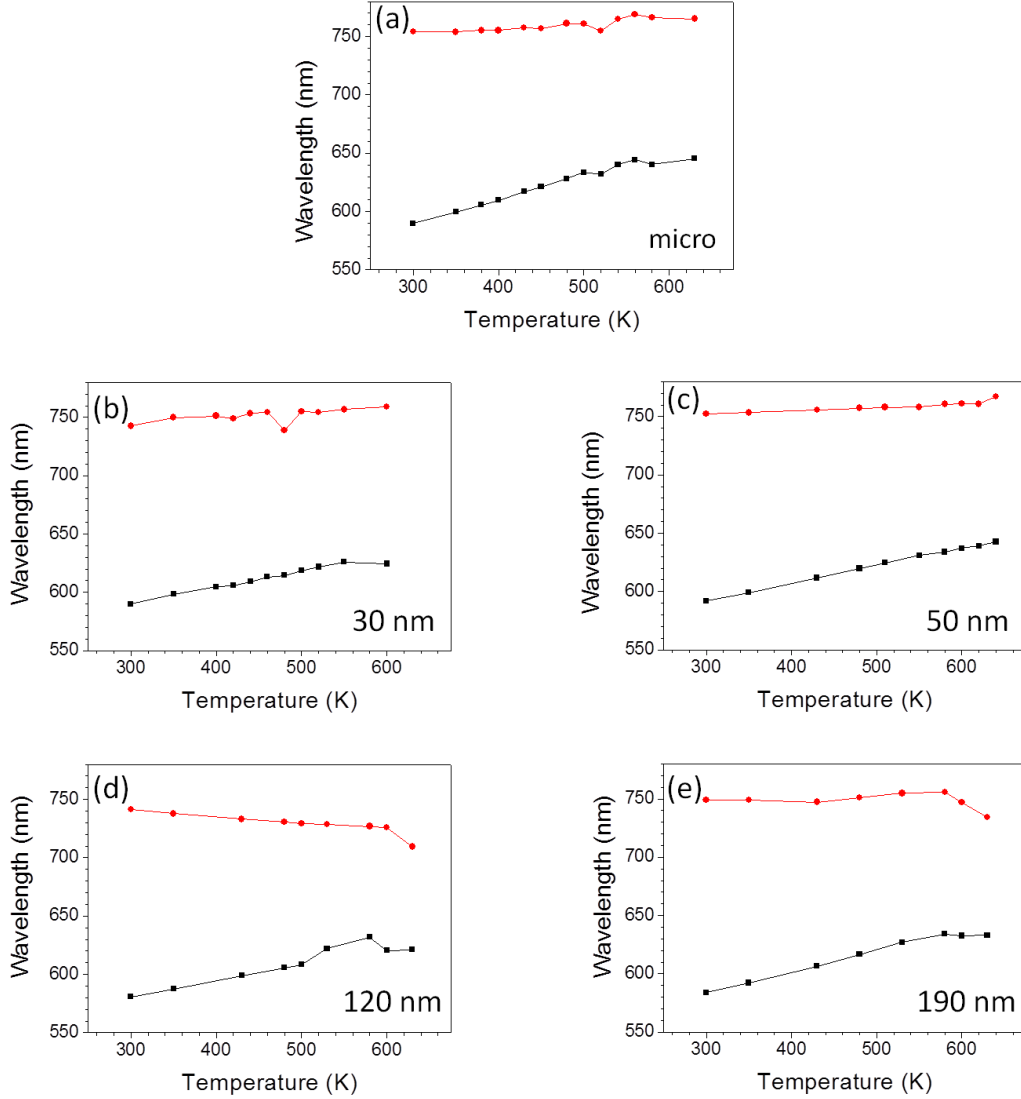 (a)
Wavelength (nm)
750
700
650
600
550
micro
300 400 500 600
Temperature (K)
(b)
Wavelength (nm)
750
700
650
600
550
30 nm
300 400 500 600
Temperature (K)
(c)
Wavelength (nm)
750
700
650
600
550
50 nm
300 400 500 600
Temperature (K)
(d)
Wavelength (nm)
750
700
650
600
550
120 nm
300 400 500 600
Temperature (K)
(e)
Wavelength (nm)
750
700
650
600
550
190 nm
300 400 500 600
Temperature (K)